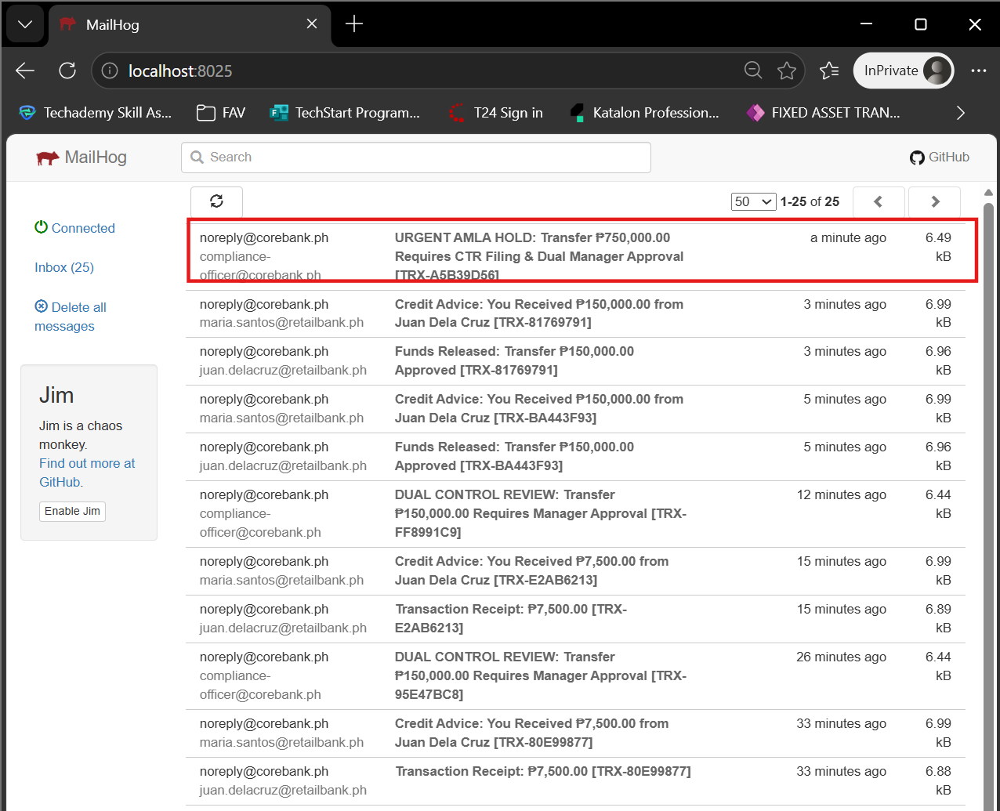 MailHog
localhost:8025
InPrivate
Techademy Skill As...
FAV
TechStart Program...
T24 Sign in
Katalon Profession...
FIXED ASSET TRAN...
MailHog
Search
GitHub
50
1-25 of 25
Connected
Inbox (25)
Delete all
messages
Jim
Jim is a chaos
monkey.
Find out more at
GitHub.
Enable Jim
noreply@corebank.ph
compliance-
officer@corebank.ph
URGENT AMLA HOLD: Transfer ₱750,000.00
Requires CTR Filing & Dual Manager Approval
[TRX-A5B39D56]
a minute ago
6.49
kB
noreply@corebank.ph
maria.santos@retailbank.ph
Credit Advice: You Received ₱150,000.00 from
Juan Dela Cruz [TRX-81769791]
3 minutes ago
6.99
kB
noreply@corebank.ph
juan.delacruz@retailbank.ph
Funds Released: Transfer ₱150,000.00
Approved [TRX-81769791]
3 minutes ago
6.96
kB
noreply@corebank.ph
maria.santos@retailbank.ph
Credit Advice: You Received ₱150,000.00 from
Juan Dela Cruz [TRX-BA443F93]
5 minutes ago
6.99
kB
noreply@corebank.ph
juan.delacruz@retailbank.ph
Funds Released: Transfer ₱150,000.00
Approved [TRX-BA443F93]
5 minutes ago
6.96
kB
noreply@corebank.ph
compliance-
officer@corebank.ph
DUAL CONTROL REVIEW: Transfer
₱150,000.00 Requires Manager Approval [TRX-
FF8991C9]
12 minutes ago
6.44
kB
noreply@corebank.ph
maria.santos@retailbank.ph
Credit Advice: You Received ₱7,500.00 from
Juan Dela Cruz [TRX-E2AB6213]
15 minutes ago
6.99
kB
noreply@corebank.ph
juan.delacruz@retailbank.ph
Transaction Receipt: ₱7,500.00 [TRX-
E2AB6213]
15 minutes ago
6.89
kB
noreply@corebank.ph
compliance-
officer@corebank.ph
DUAL CONTROL REVIEW: Transfer
₱150,000.00 Requires Manager Approval [TRX-
95E47BC8]
26 minutes ago
6.44
kB
noreply@corebank.ph
maria.santos@retailbank.ph
Credit Advice: You Received ₱7,500.00 from
Juan Dela Cruz [TRX-80E99877]
33 minutes ago
6.99
kB
noreply@corebank.ph
juan.delacruz@retailbank.ph
Transaction Receipt: ₱7,500.00 [TRX-80E99877]
33 minutes ago
6.88
kB